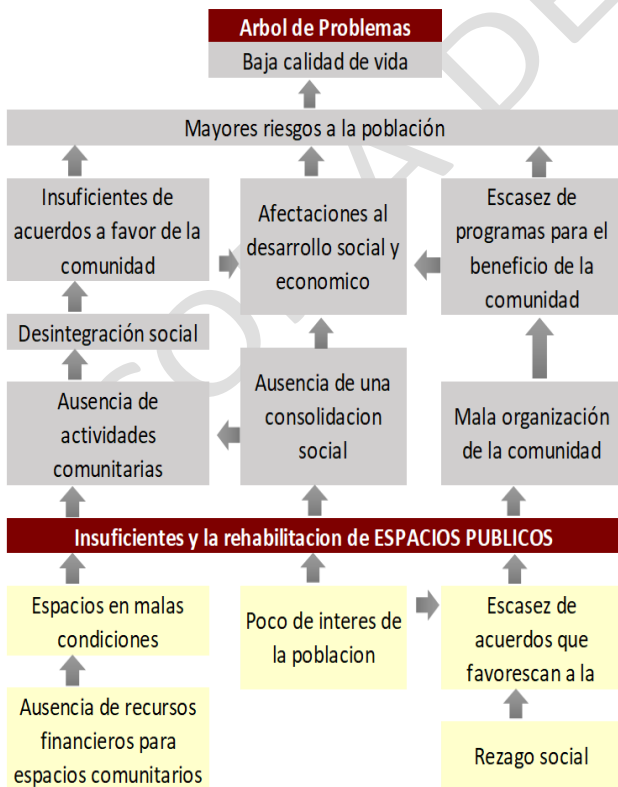 Arbol de Problemas
Baja calidad de vida
Mayores riesgos a la población
Insuficientes de
acuerdos a favor de la
comunidad
Afectaciones al
desarrollo social y
economico
Escasez de
programas para el
beneficio de la
comunidad
Desintegración social
Ausencia de
actividades
comunitarias
Ausencia de una
consolidacion
social
Mala organización
de la comunidad
Insuficientes y la rehabilitacion de ESPACIOS PUBLICOS
Espacios en malas
condiciones
Poco de interes de
la poblacion
Escasez de
acuerdos que
favorescan a la
Ausencia de recursos
financieros para
espacios comunitarios
Rezago social